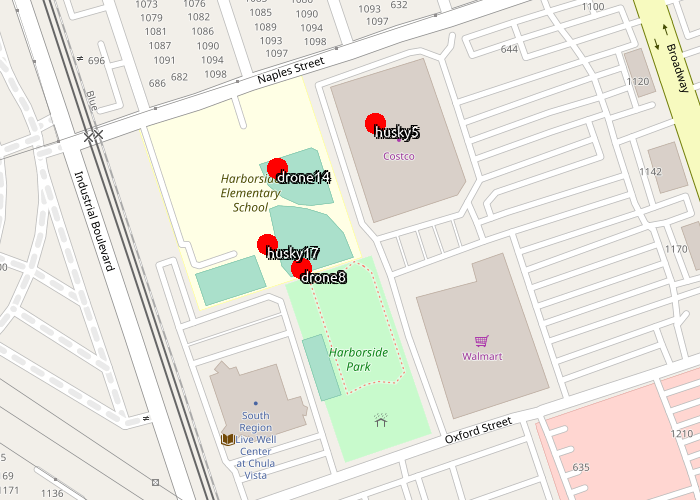 1073
1079
1081
1087
1091
1076
1082
1086
1090
1094
1098
1085
1089
1093
1097
1090
1094
1098
1093
1097
632
1100
644
696
686
682
Naples Street
Broadway
1120
1142
1170
Blue
husky5
Costco
drone14
Harborside
Elementary
School
husky17
drone8
Industrial Boulevard
00
Harborside
Park
Walmart
South
Region
Live Well
Center
at Chula
Vista
Oxford Street
635
1210
5
169
1171
1136